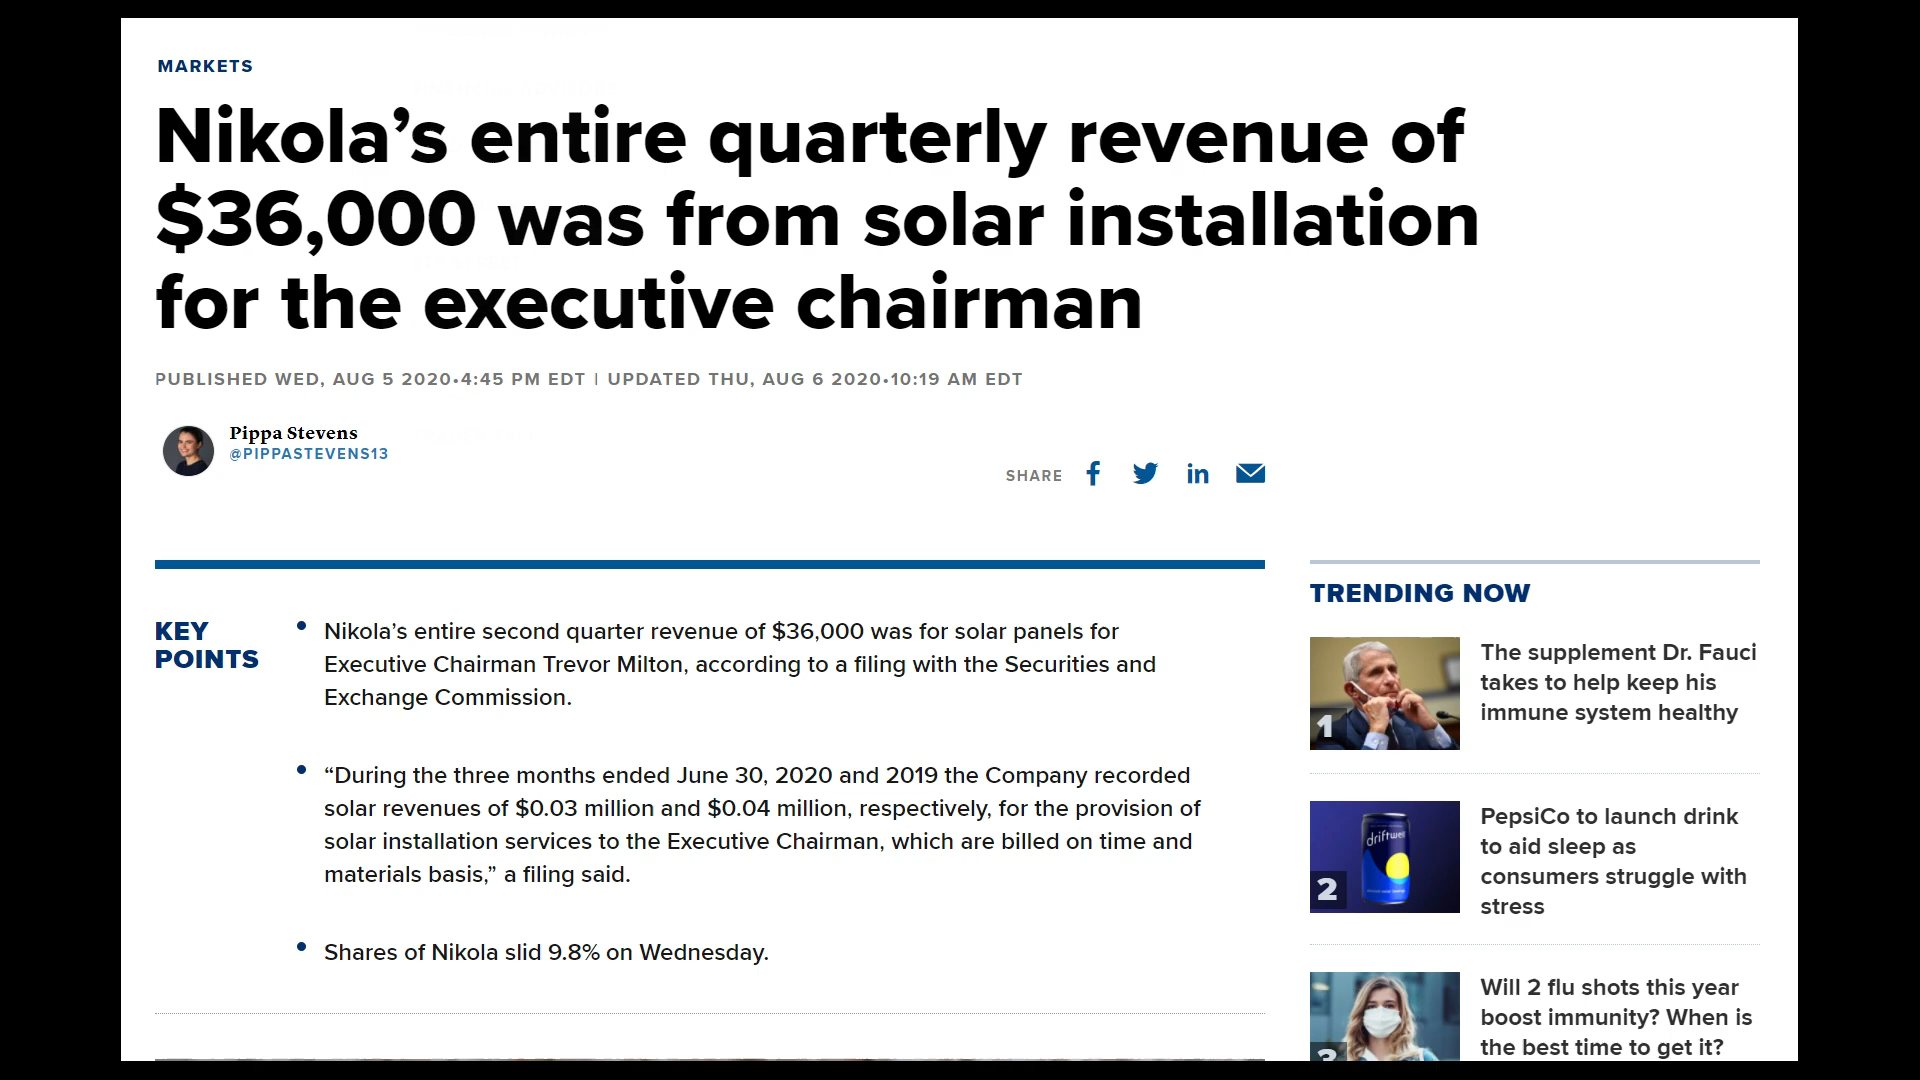 MARKETS
Nikola’s entire quarterly revenue of
$36,000 was from solar installation
for the executive chairman
PUBLISHED WED, AUG 5 2020•4:45 PM EDT | UPDATED THU, AUG 6 2020•10:19 AM EDT
Pippa Stevens
@PIPPASTEVENS13
SHARE
KEY
POINTS
Nikola’s entire second quarter revenue of $36,000 was for solar panels for
Executive Chairman Trevor Milton, according to a filing with the Securities and
Exchange Commission.
“During the three months ended June 30, 2020 and 2019 the Company recorded
solar revenues of $0.03 million and $0.04 million, respectively, for the provision of
solar installation services to the Executive Chairman, which are billed on time and
materials basis,” a filing said.
Shares of Nikola slid 9.8% on Wednesday.
TRENDING NOW
1
The supplement Dr. Fauci
takes to help keep his
immune system healthy
driftwell
2
PepsiCo to launch drink
to aid sleep as
consumers struggle with
stress
3
Will 2 flu shots this year
boost immunity? When is
the best time to get it?